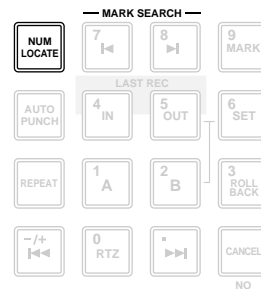 MARK SEARCH
NUM LOCATE
7
8
9 MARK
LAST REC
AUTO PUNCH
4 IN
5 OUT
6 SET
REPEAT
1 A
2 B
3 ROLL BACK
–/+
0 RTZ
.
CANCEL
NO